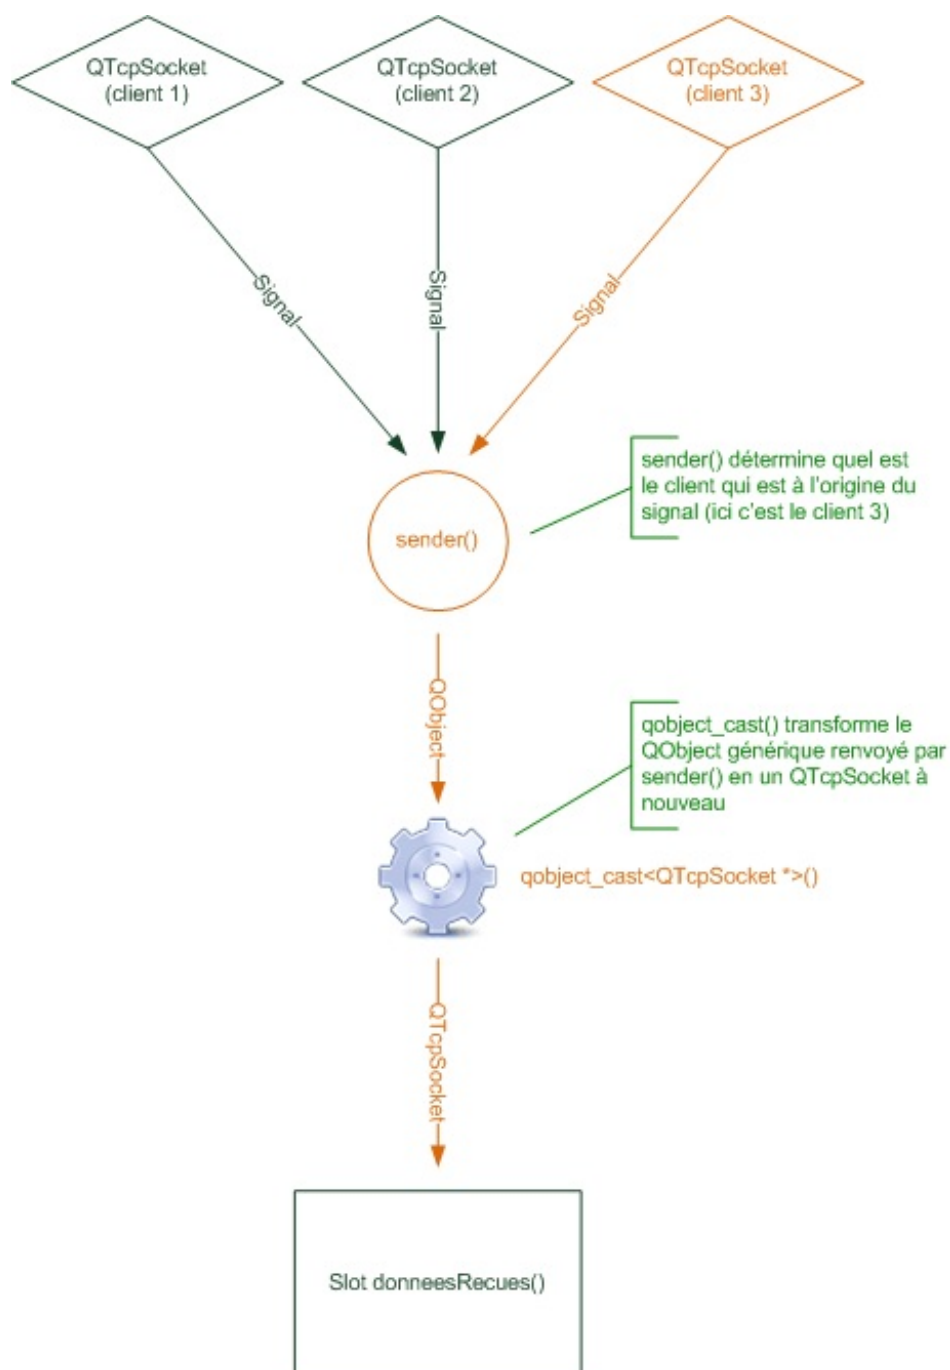 QTcpSocket
(client 1)
QTcpSocket
(client 2)
QTcpSocket
(client 3)
Signal
Signal
Signal
sender() détermine quel est
le client qui est à l'origine du
signal (ici c'est le client 3)
sender()
QObject
qobject_cast() transforme le
QObject générique renvoyé par
sender() en un QTcpSocket à
nouveau
qobject_cast<QTcpSocket *>()
QTcpSocket
Slot donneesRecues()